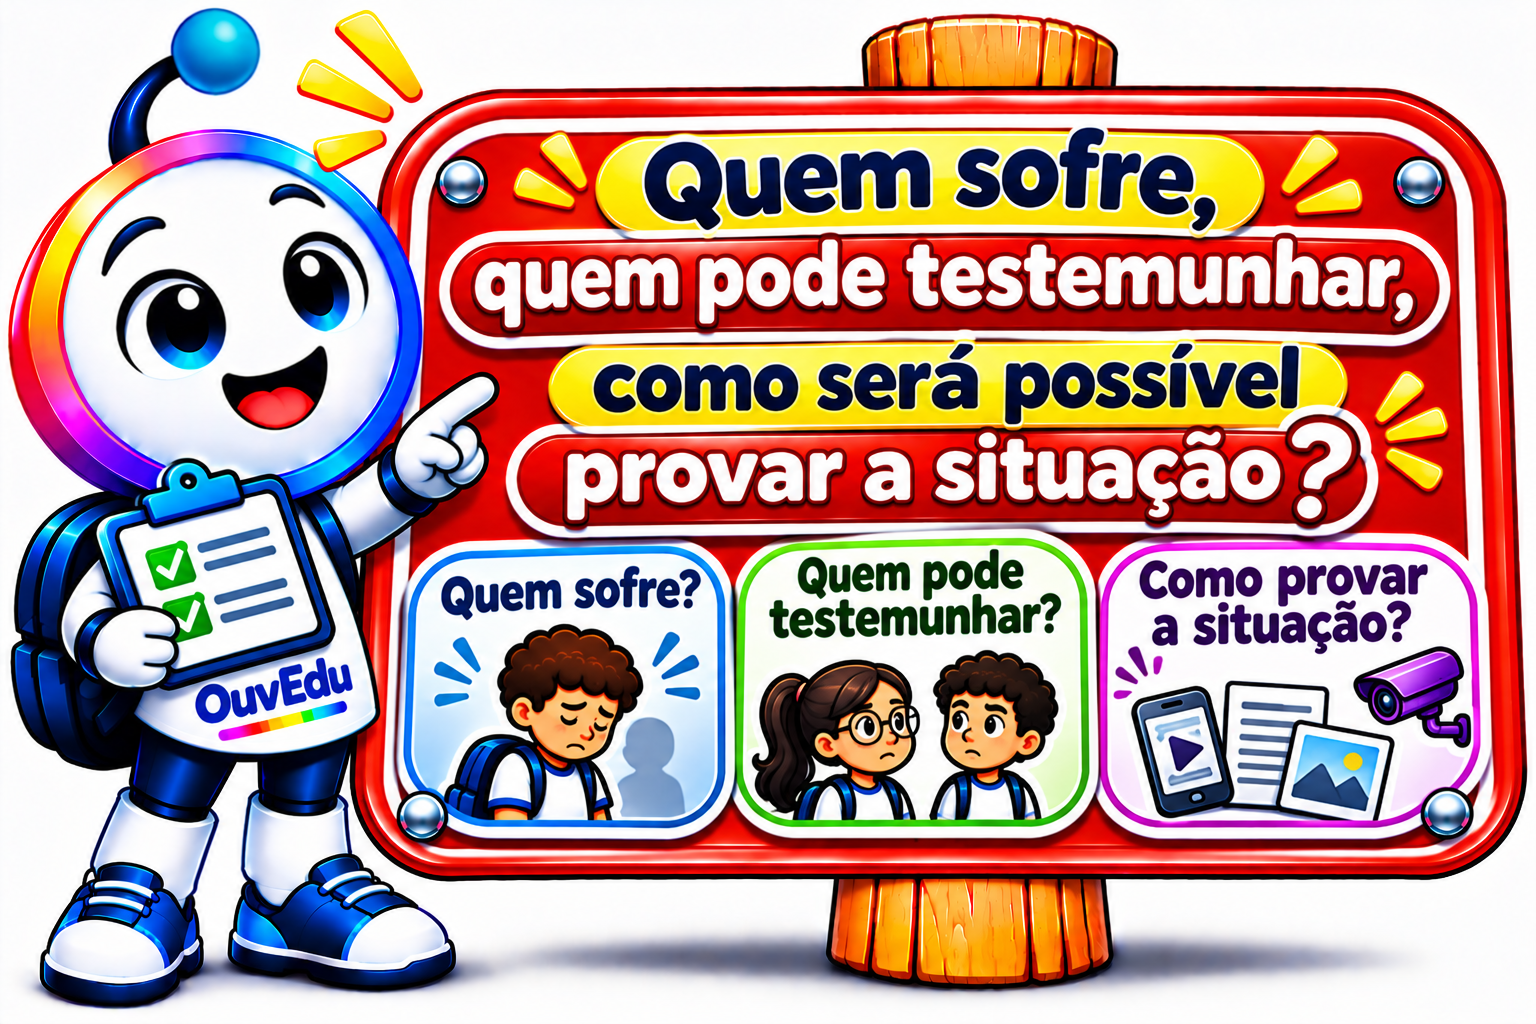 Quem sofre,
quem pode testemunhar,
como será possível
provar a situação?
Quem sofre?
Quem pode
testemunhar?
Como provar
a situação?
OuvEdu